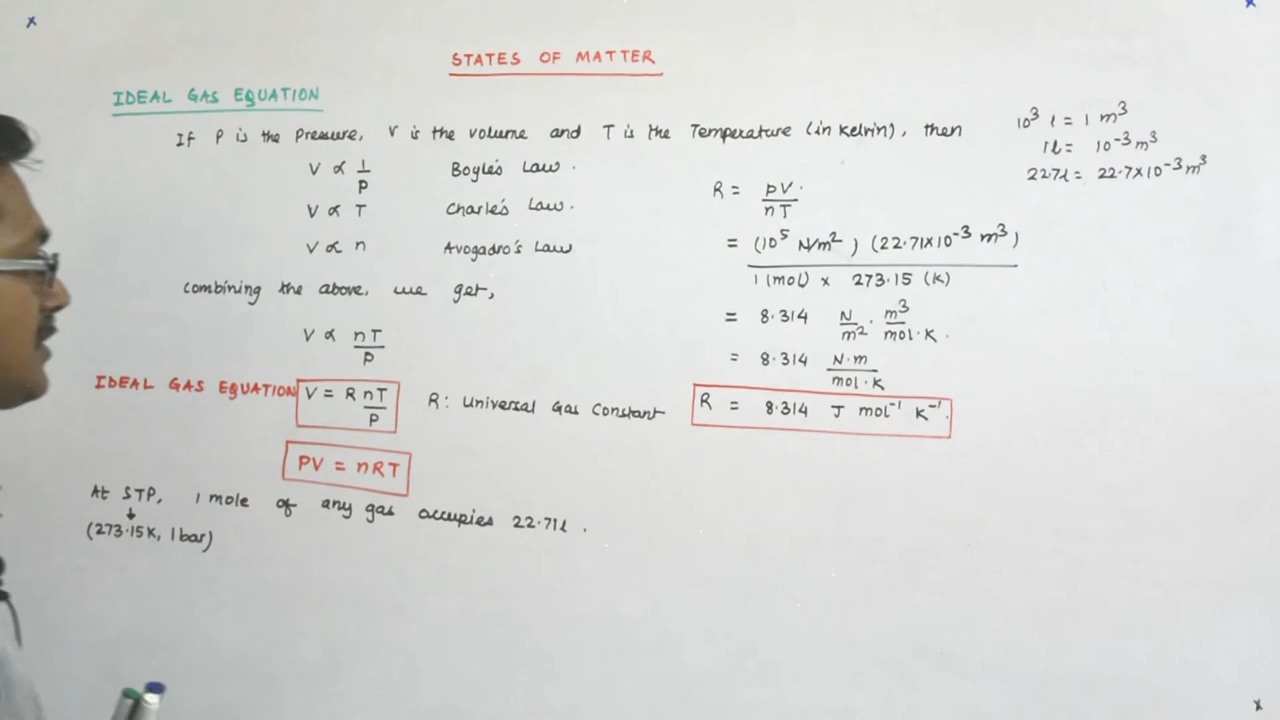 STATES OF MATTER
IDEAL GAS EQUATION
If P is the Pressure, V is the volume and T is the Temperature (in Kelvin), then
V ∝ 1/P Boyle's Law.
V ∝ T Charle's Law.
V ∝ n Avogadro's Law
combining the above, we get,
V ∝ nT/P
IDEAL GAS EQUATION V = R nT/P R: Universal Gas Constant
PV = nRT
At STP, 1 mole of any gas occupies 22.71l.
↓
(273.15K, 1 bar)
10³ l = 1 m³
1l = 10⁻³ m³
22.7l = 22.7×10⁻³ m³
R = pV./nT
= (10⁵ N/m²) (22.71×10⁻³ m³) / 1 (mol) × 273.15 (K)
= 8.314 N/m² · m³/mol·K.
= 8.314 N·m/mol·K
R = 8.314 J mol⁻¹ K⁻¹.